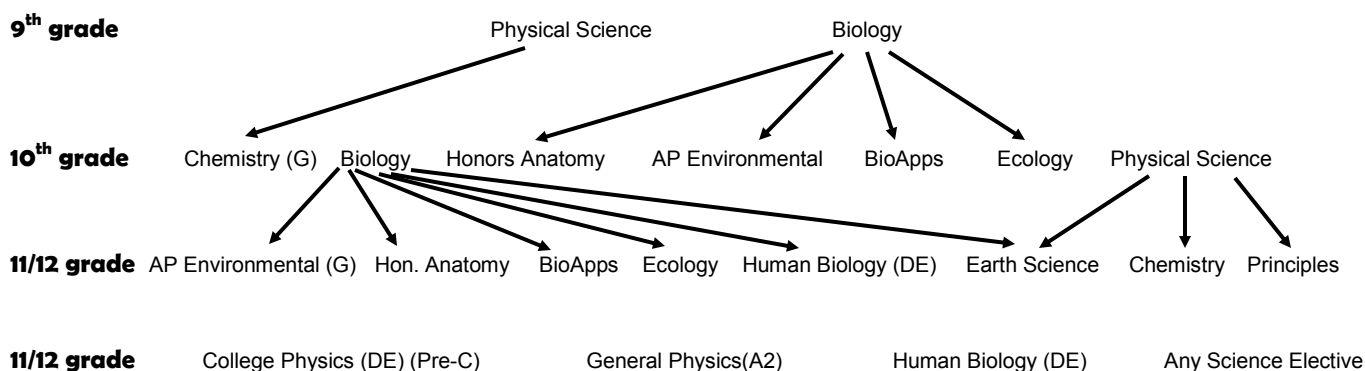 9th grade Physical Science Biology
10th grade Chemistry (G) Biology Honors Anatomy AP Environmental BioApps Ecology Physical Science
11/12 grade AP Environmental (G) Hon. Anatomy BioApps Ecology Human Biology (DE) Earth Science Chemistry Principles
11/12 grade College Physics (DE) (Pre-C) General Physics(A2) Human Biology (DE) Any Science Elective